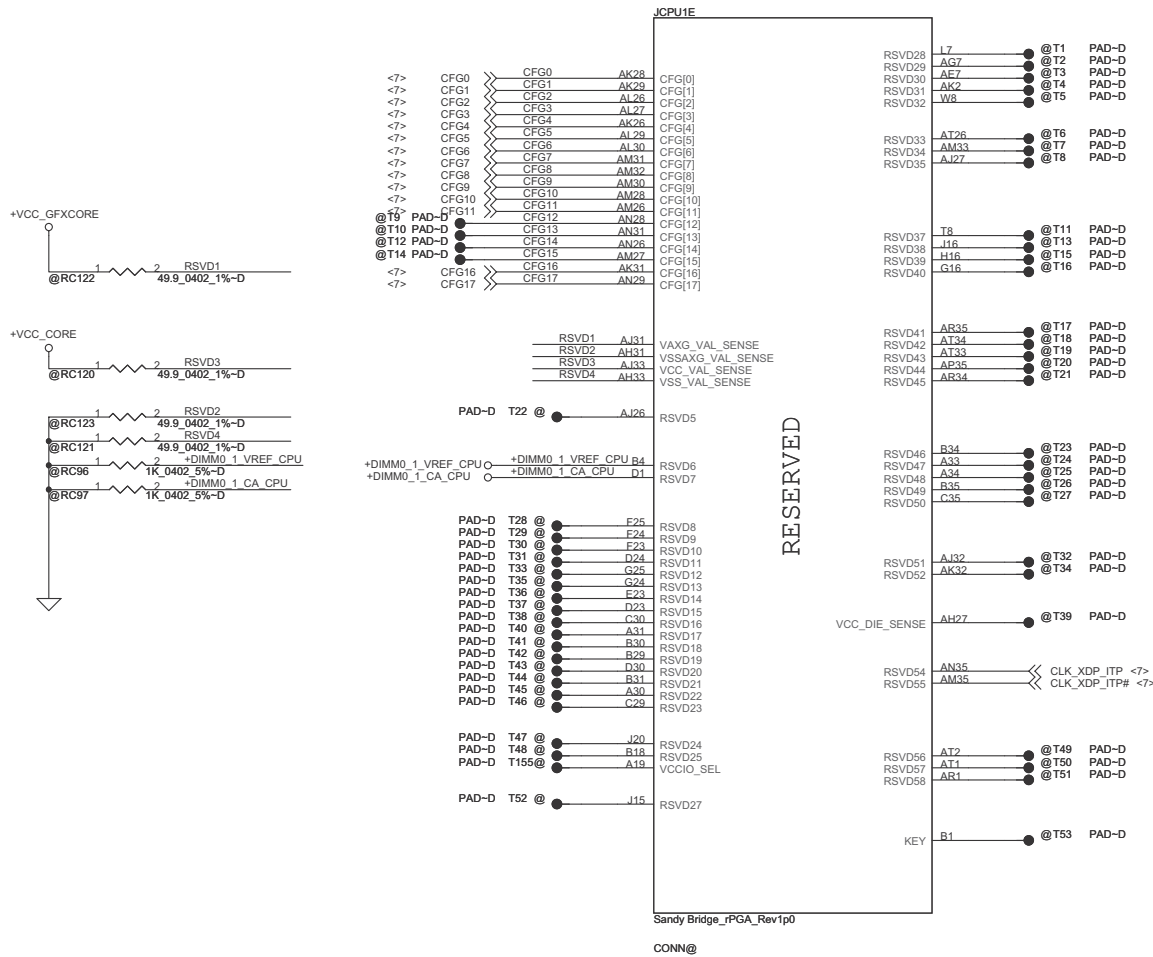 JCPU1E
<7> CFG0 CFG0 AK28 CFG[0]
<7> CFG1 CFG1 AK29 CFG[1]
<7> CFG2 CFG2 AL26 CFG[2]
<7> CFG3 CFG3 AL27 CFG[3]
<7> CFG4 CFG4 AK26 CFG[4]
<7> CFG5 CFG5 AL29 CFG[5]
<7> CFG6 CFG6 AL30 CFG[6]
<7> CFG7 CFG7 AM31 CFG[7]
<7> CFG8 CFG8 AM32 CFG[8]
<7> CFG9 CFG9 AM30 CFG[9]
<7> CFG10 CFG10 AM28 CFG[10]
<7> CFG11 CFG11 AM26 CFG[11]
@T9 PAD~D CFG12 AN28 CFG[12]
@T10 PAD~D CFG13 AN31 CFG[13]
@T12 PAD~D CFG14 AN26 CFG[14]
@T14 PAD~D CFG15 AM27 CFG[15]
<7> CFG16 CFG16 AK31 CFG[16]
<7> CFG17 CFG17 AN29 CFG[17]
+VCC_GFXCORE
1 2 RSVD1
@RC122 49.9_0402_1%~D
+VCC_CORE
1 2 RSVD3
@RC120 49.9_0402_1%~D
1 2 RSVD2
@RC123 49.9_0402_1%~D
1 2 RSVD4
@RC121 49.9_0402_1%~D
1 2 +DIMM0_1_VREF_CPU
@RC96 1K_0402_5%~D
1 2 +DIMM0_1_CA_CPU
@RC97 1K_0402_5%~D
RSVD1 AJ31 VAXG_VAL_SENSE
RSVD2 AH31 VSSAXG_VAL_SENSE
RSVD3 AJ33 VCC_VAL_SENSE
RSVD4 AH33 VSS_VAL_SENSE
PAD~D T22 @ AJ26 RSVD5
+DIMM0_1_VREF_CPU +DIMM0_1_VREF_CPU B4 RSVD6
+DIMM0_1_CA_CPU +DIMM0_1_CA_CPU D1 RSVD7
PAD~D T28 @ F25 RSVD8
PAD~D T29 @ F24 RSVD9
PAD~D T30 @ F23 RSVD10
PAD~D T31 @ D24 RSVD11
PAD~D T33 @ G25 RSVD12
PAD~D T35 @ G24 RSVD13
PAD~D T36 @ E23 RSVD14
PAD~D T37 @ D23 RSVD15
PAD~D T38 @ C30 RSVD16
PAD~D T40 @ A31 RSVD17
PAD~D T41 @ B30 RSVD18
PAD~D T42 @ B29 RSVD19
PAD~D T43 @ D30 RSVD20
PAD~D T44 @ B31 RSVD21
PAD~D T45 @ A30 RSVD22
PAD~D T46 @ C29 RSVD23
PAD~D T47 @ J20 RSVD24
PAD~D T48 @ B18 RSVD25
PAD~D T155@ A19 VCCIO_SEL
PAD~D T52 @ J15 RSVD27
RESERVED
RSVD28 L7 @T1 PAD~D
RSVD29 AG7 @T2 PAD~D
RSVD30 AE7 @T3 PAD~D
RSVD31 AK2 @T4 PAD~D
RSVD32 W8 @T5 PAD~D
RSVD33 AT26 @T6 PAD~D
RSVD34 AM33 @T7 PAD~D
RSVD35 AJ27 @T8 PAD~D
RSVD37 T8 @T11 PAD~D
RSVD38 J16 @T13 PAD~D
RSVD39 H16 @T15 PAD~D
RSVD40 G16 @T16 PAD~D
RSVD41 AR35 @T17 PAD~D
RSVD42 AT34 @T18 PAD~D
RSVD43 AT33 @T19 PAD~D
RSVD44 AP35 @T20 PAD~D
RSVD45 AR34 @T21 PAD~D
RSVD46 B34 @T23 PAD~D
RSVD47 A33 @T24 PAD~D
RSVD48 A34 @T25 PAD~D
RSVD49 B35 @T26 PAD~D
RSVD50 C35 @T27 PAD~D
RSVD51 AJ32 @T32 PAD~D
RSVD52 AK32 @T34 PAD~D
VCC_DIE_SENSE AH27 @T39 PAD~D
RSVD54 AN35 CLK_XDP_ITP <7>
RSVD55 AM35 CLK_XDP_ITP# <7>
RSVD56 AT2 @T49 PAD~D
RSVD57 AT1 @T50 PAD~D
RSVD58 AR1 @T51 PAD~D
KEY B1 @T53 PAD~D
Sandy Bridge_rPGA_Rev1p0
CONN@